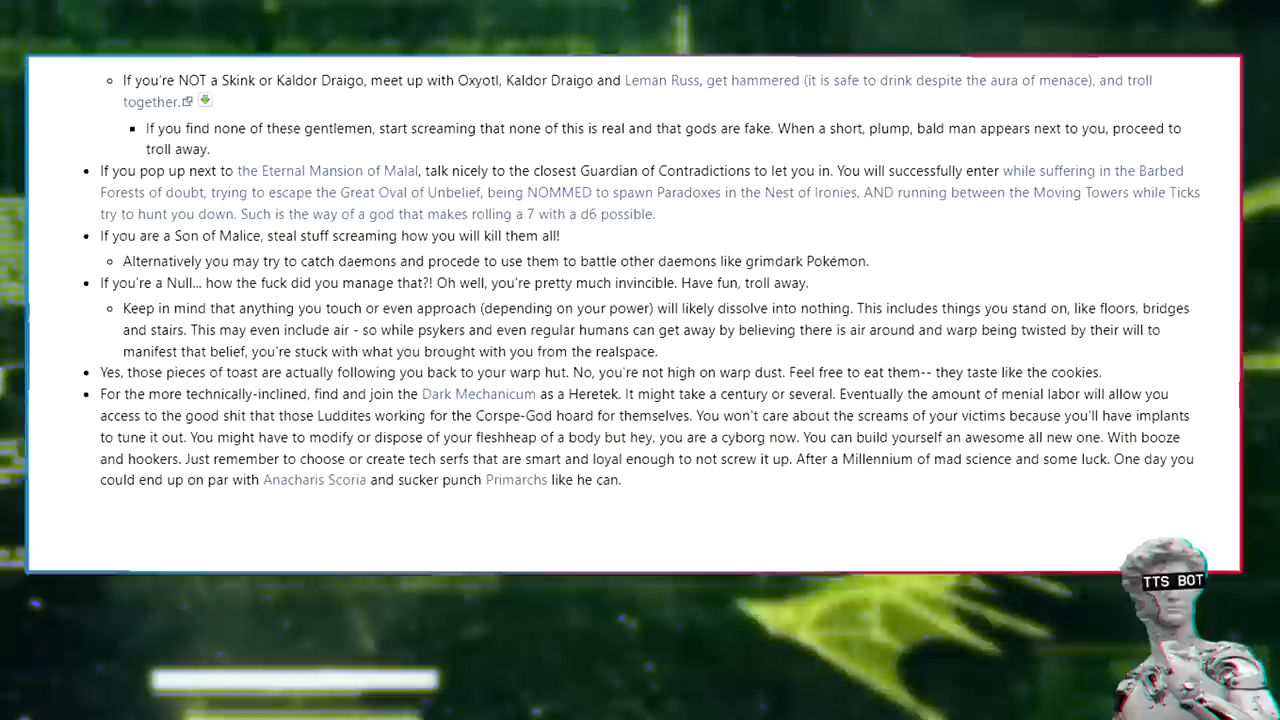 If you're NOT a Skink or Kaldor Draigo, meet up with Oxyotl, Kaldor Draigo and Leman Russ, get hammered (it is safe to drink despite the aura of menace), and troll
together.
If you find none of these gentlemen, start screaming that none of this is real and that gods are fake. When a short, plump, bald man appears next to you, proceed to
troll away.
If you pop up next to the Eternal Mansion of Malal, talk nicely to the closest Guardian of Contradictions to let you in. You will successfully enter while suffering in the Barbed
Forests of doubt, trying to escape the Great Oval of Unbelief, being NOMMED to spawn Paradoxes in the Nest of Ironies, AND running between the Moving Towers while Ticks
try to hunt you down. Such is the way of a god that makes rolling a 7 with a d6 possible.
If you are a Son of Malice, steal stuff screaming how you will kill them all!
Alternatively you may try to catch daemons and procede to use them to battle other daemons like grimdark Pokémon.
If you're a Null... how the fuck did you manage that?! Oh well, you're pretty much invincible. Have fun, troll away.
Keep in mind that anything you touch or even approach (depending on your power) will likely dissolve into nothing. This includes things you stand on, like floors, bridges
and stairs. This may even include air - so while psykers and even regular humans can get away by believing there is air around and warp being twisted by their will to
manifest that belief, you're stuck with what you brought with you from the realspace.
Yes, those pieces of toast are actually following you back to your warp hut. No, you're not high on warp dust. Feel free to eat them-- they taste like the cookies.
For the more technically-inclined, find and join the Dark Mechanicum as a Heretek. It might take a century or several. Eventually the amount of menial labor will allow you
access to the good shit that those Luddites working for the Corspe-God hoard for themselves. You won't care about the screams of your victims because you'll have implants
to tune it out. You might have to modify or dispose of your fleshheap of a body but hey, you are a cyborg now. You can build yourself an awesome all new one. With booze
and hookers. Just remember to choose or create tech serfs that are smart and loyal enough to not screw it up. After a Millennium of mad science and some luck. One day you
could end up on par with Anacharis Scoria and sucker punch Primarchs like he can.
TTS BOT